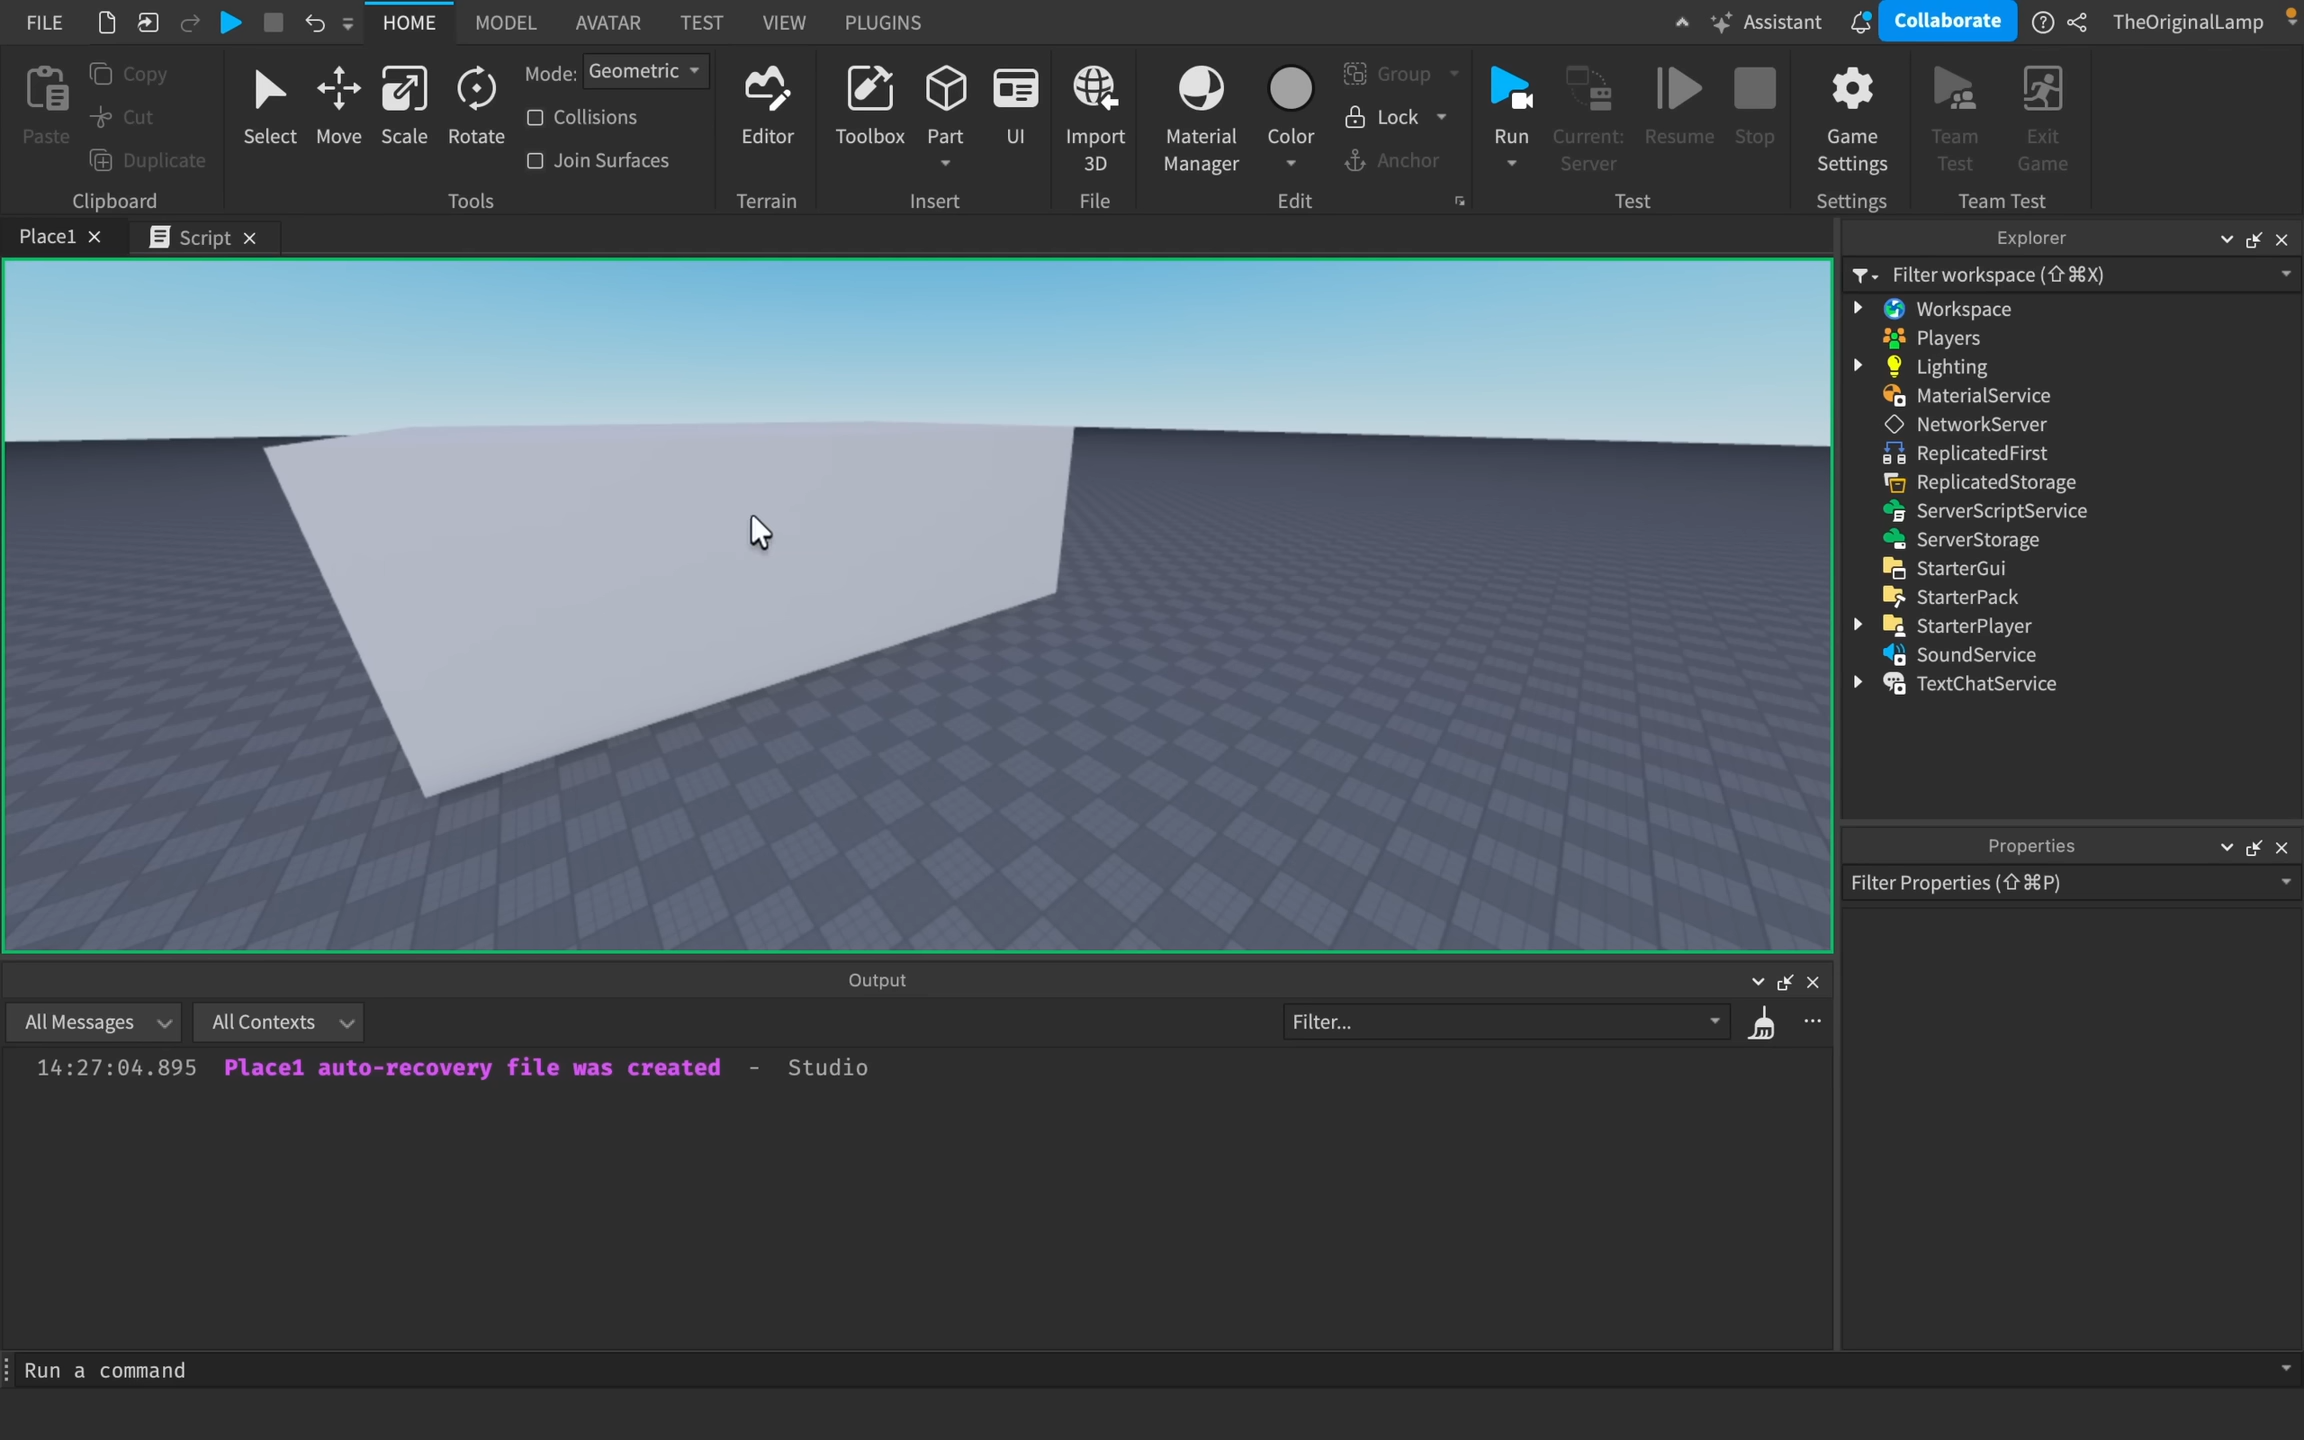 FILE HOME MODEL AVATAR TEST VIEW PLUGINS Assistant Collaborate TheOriginalLamp
Paste Copy Cut Duplicate
Clipboard
Select Move Scale Rotate
Mode: Geometric
Collisions
Join Surfaces
Tools
Editor
Terrain
Toolbox Part UI
Insert
Import
3D
File
Material
Manager
Color
Group
Lock
Anchor
Edit
Run
Current:
Server
Resume Stop
Test
Game
Settings
Settings
Team
Test
Exit
Game
Team Test
Place1 Script
Explorer
Filter workspace (⇧⌘X)
Workspace
Players
Lighting
MaterialService
NetworkServer
ReplicatedFirst
ReplicatedStorage
ServerScriptService
ServerStorage
StarterGui
StarterPack
StarterPlayer
SoundService
TextChatService
Properties
Filter Properties (⇧⌘P)
Output
All Messages All Contexts Filter... ...
14:27:04.895 Place1 auto-recovery file was created - Studio
Run a command